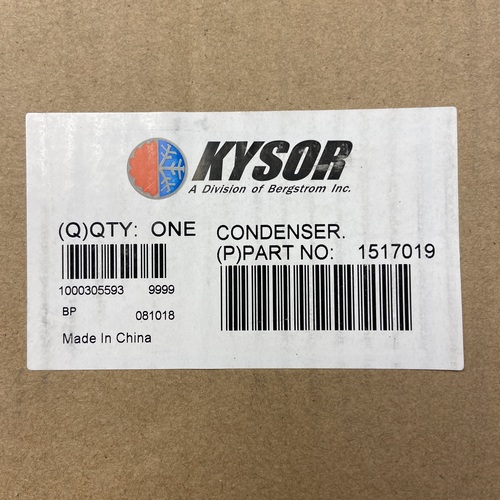 KYSOR
A Division of Bergstrom Inc.
(Q)QTY: ONE
CONDENSER.
(P)PART NO: 1517019
1000305593 9999
BP 081018
Made In China